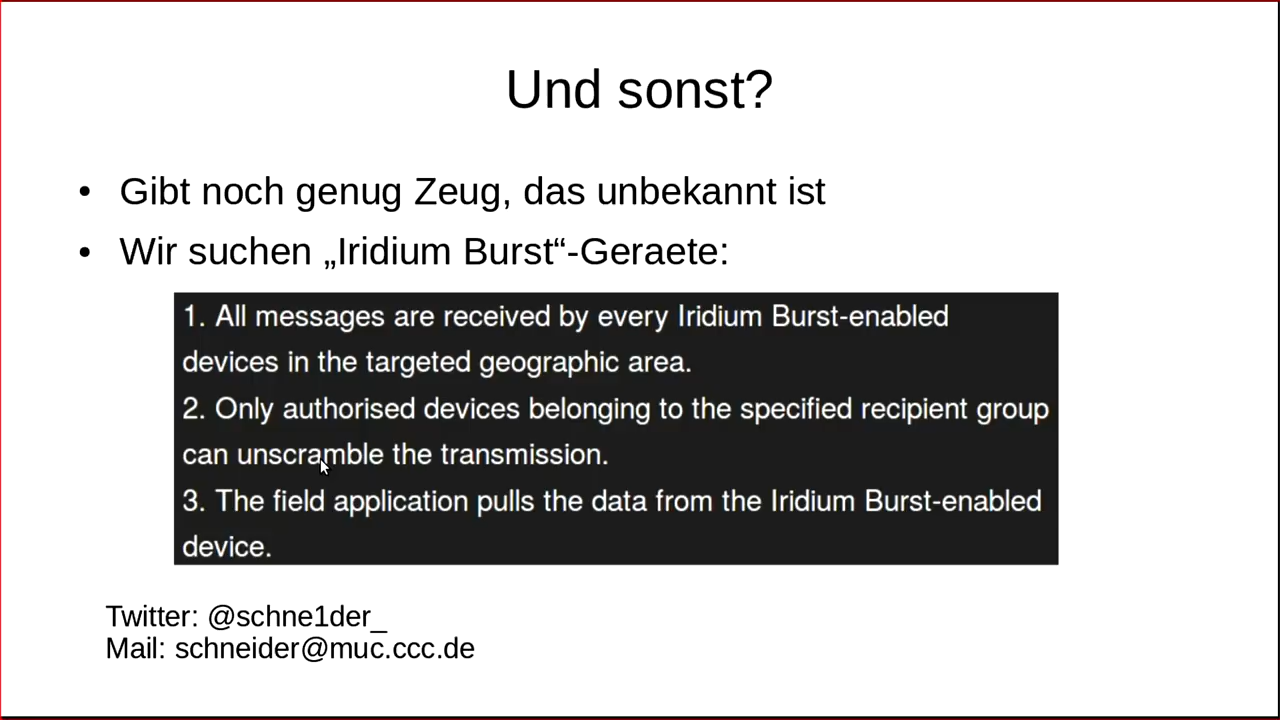 Und sonst?
• Gibt noch genug Zeug, das unbekannt ist
• Wir suchen „Iridium Burst“-Geraete:
1. All messages are received by every Iridium Burst-enabled
devices in the targeted geographic area.
2. Only authorised devices belonging to the specified recipient group
can unscramble the transmission.
3. The field application pulls the data from the Iridium Burst-enabled
device.
Twitter: @schne1der_
Mail: schneider@muc.ccc.de